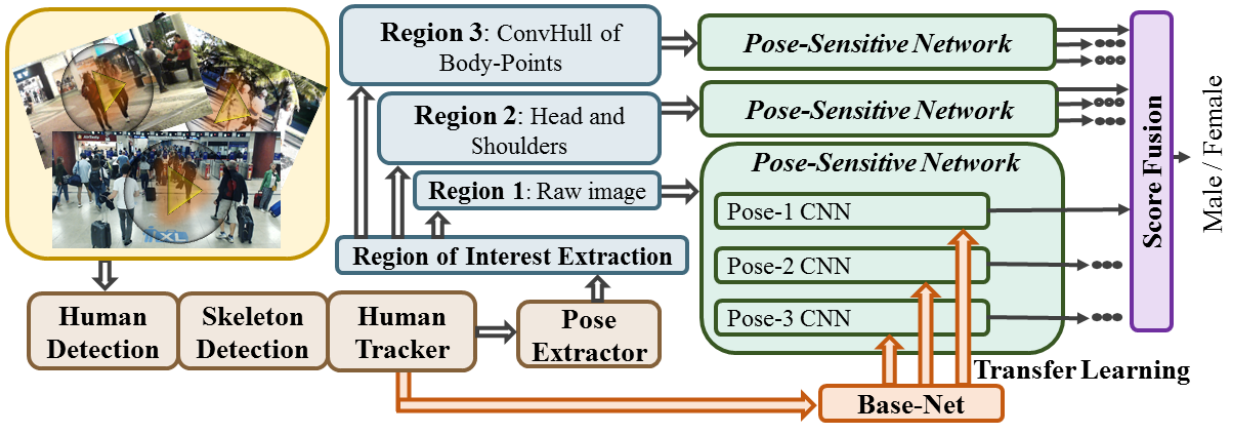 Region 3: ConvHull of
Body-Points
Region 2: Head and
Shoulders
Region 1: Raw image
Region of Interest Extraction
Human
Detection
Skeleton
Detection
Human
Tracker
Pose
Extractor
Pose-Sensitive Network
Pose-Sensitive Network
Pose-Sensitive Network
Pose-1 CNN
Pose-2 CNN
Pose-3 CNN
Transfer Learning
Base-Net
Score Fusion
Male / Female
XL